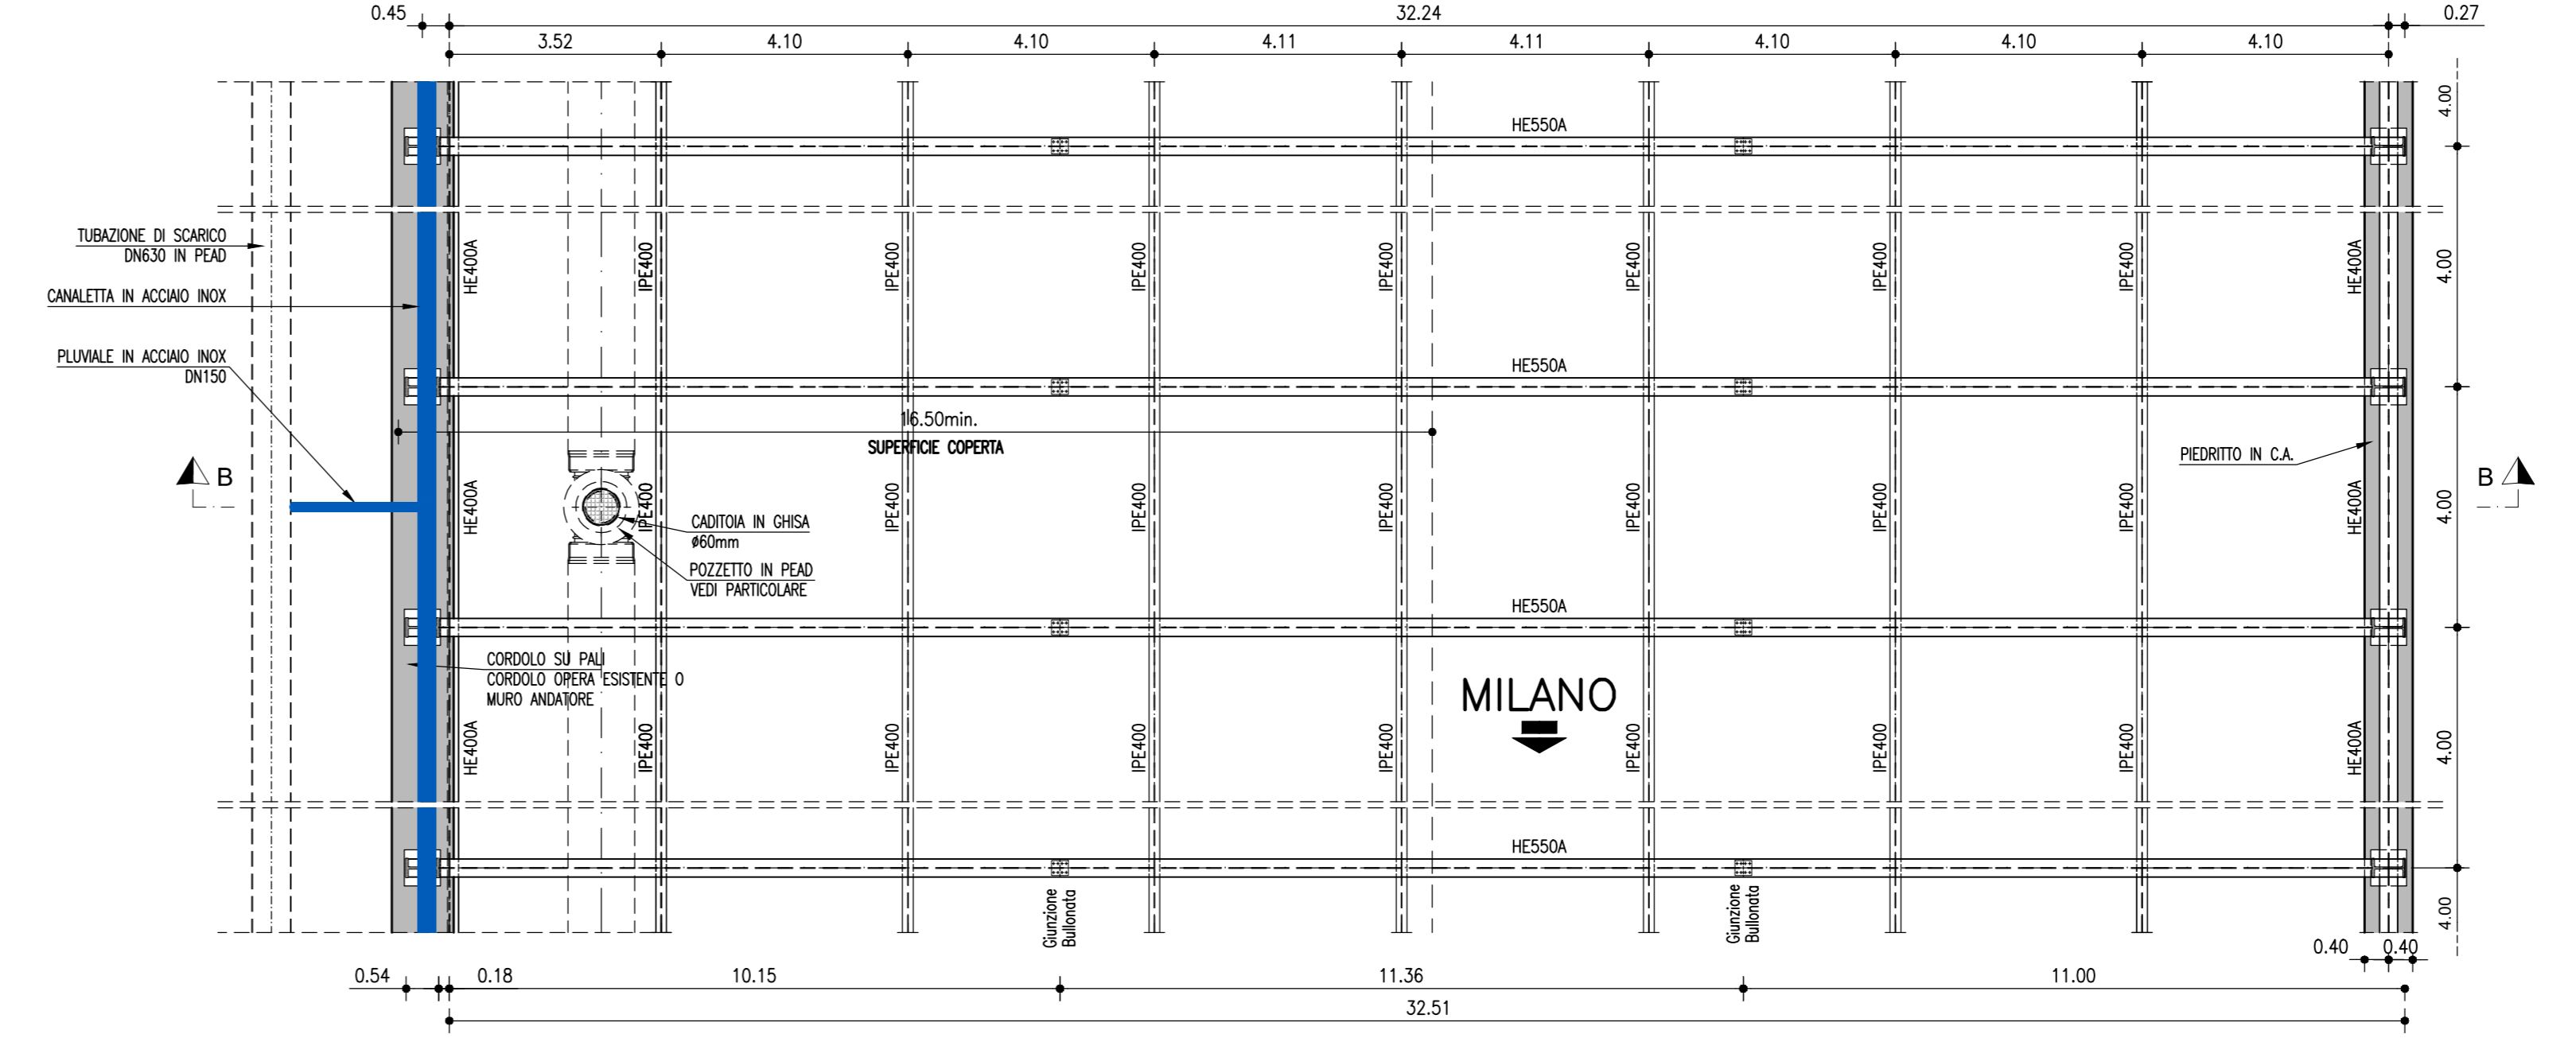 0.45
32.24
0.27
3.52
4.10
4.10
4.11
4.11
4.10
4.10
4.10
4.00
HE550A
TUBAZIONE DI SCARICO
DN630 IN PEAD
HE400A
IPE400
IPE400
IPE400
IPE400
IPE400
IPE400
IPE400
HE400A
4.00
CANALETTA IN ACCIAIO INOX
PLUVIALE IN ACCIAIO INOX
DN150
HE550A
16.50min.
SUPERFICIE COPERTA
PIEDRITTO IN C.A.
B
B
HE400A
IPE400
IPE400
IPE400
IPE400
IPE400
IPE400
IPE400
HE400A
4.00
CADITOIA IN GHISA
ø60mm
POZZETTO IN PEAD
VEDI PARTICOLARE
HE550A
CORDOLO SU PALI
CORDOLO OPERA ESISTENTE O
MURO ANDATORE
MILANO
HE400A
IPE400
IPE400
IPE400
IPE400
IPE400
IPE400
IPE400
HE400A
4.00
HE550A
Giunzione
Bullonata
Giunzione
Bullonata
4.00
0.40
0.40
0.54
0.18
10.15
11.36
11.00
32.51